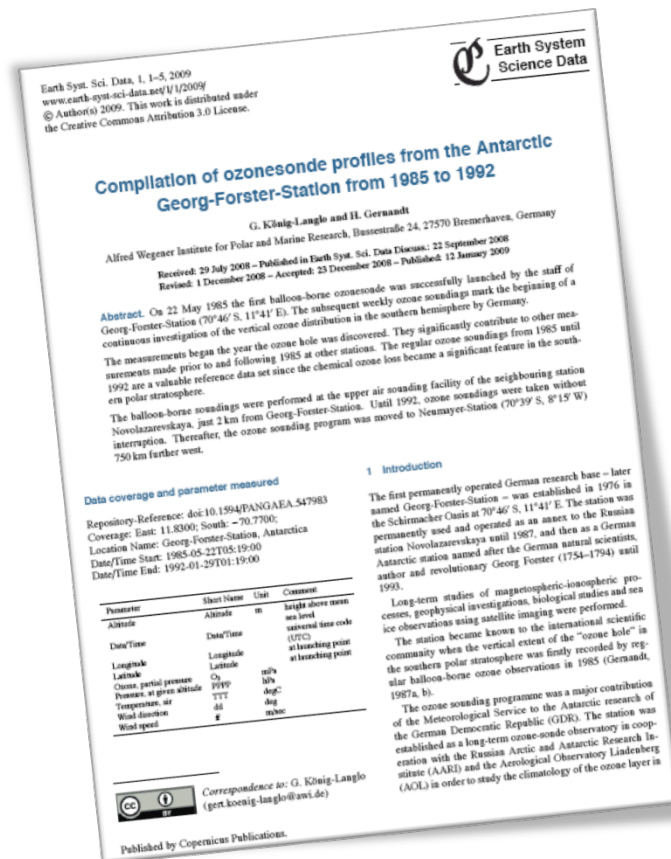 Earth Syst. Sci. Data, 1, 1–5, 2009
www.earth-syst-sci-data.net/1/1/2009/
© Author(s) 2009. This work is distributed under
the Creative Commons Attribution 3.0 License.
Earth System
Science Data
Compilation of ozonesonde profiles from the Antarctic
Georg-Forster-Station from 1985 to 1992
G. König-Langlo and H. Gernandt
Alfred Wegener Institute for Polar and Marine Research, Bussestraße 24, 27570 Bremerhaven, Germany
Received: 29 July 2008 – Published in Earth Syst. Sci. Data Discuss.: 22 September 2008
Revised: 1 December 2008 – Accepted: 23 December 2008 – Published: 12 January 2009
Abstract. On 22 May 1985 the first balloon-borne ozonesonde was successfully launched by the staff of
Georg-Forster-Station (70°46′ S, 11°41′ E). The subsequent weekly ozone soundings mark the beginning of a
continuous investigation of the vertical ozone distribution in the southern hemisphere by Germany.
The measurements began the year the ozone hole was discovered. They significantly contribute to other mea-
surements made prior to and following 1985 at other stations. The regular ozone soundings from 1985 until
1992 are a valuable reference data set since the chemical ozone loss became a significant feature in the south-
ern polar stratosphere.
The balloon-borne soundings were performed at the upper air sounding facility of the neighbouring station
Novolazarevskaya, just 2 km from Georg-Forster-Station. Until 1992, ozone soundings were taken without
interruption. Thereafter, the ozone sounding program was moved to Neumayer-Station (70°39′ S, 8°15′ W)
750 km further west.
Data coverage and parameter measured
Repository-Reference: doi:10.1594/PANGAEA.547983
Coverage: East: 11.8300; South: −70.7700;
Location Name: Georg-Forster-Station, Antarctica
Date/Time Start: 1985-05-22T05:19:00
Date/Time End: 1992-01-29T01:19:00
Parameter Short Name Unit Comment
Altitude Altitude m height above mean
sea level
Date/Time Date/Time universal time code
(UTC)
Longitude Longitude at launching point
Latitude Latitude at launching point
Ozone, partial pressure O₃ mPa
Pressure, at given altitude PPPP hPa
Temperature, air TTT degC
Wind direction dd deg
Wind speed ff m/sec
cc BY
Correspondence to: G. König-Langlo
(gert.koenig-langlo@awi.de)
Published by Copernicus Publications.
1 Introduction
The first permanently operated German research base – later
named Georg-Forster-Station – was established in 1976 in
the Schirmacher Oasis at 70°46′ S, 11°41′ E. The station was
permanently used and operated as an annex to the Russian
station Novolazarevskaya until 1987, and then as a German
Antarctic station named after the German natural scientists,
author and revolutionary Georg Forster (1754–1794) until
1993.
Long-term studies of magnetospheric-ionospheric pro-
cesses, geophysical investigations, biological studies and sea
ice observations using satellite imaging were performed.
The station became known to the international scientific
community when the vertical extent of the "ozone hole" in
the southern polar stratosphere was firstly recorded by reg-
ular balloon-borne ozone observations in 1985 (Gernandt,
1987a, b).
The ozone sounding programme was a major contribution
of the Meteorological Service to the Antarctic research of
the German Democratic Republic (GDR). The station was
established as a long-term ozone-sonde observatory in coop-
eration with the Russian Arctic and Antarctic Research In-
stitute (AARI) and the Aerological Observatory Lindenberg
(AOL) in order to study the climatology of the ozone layer in